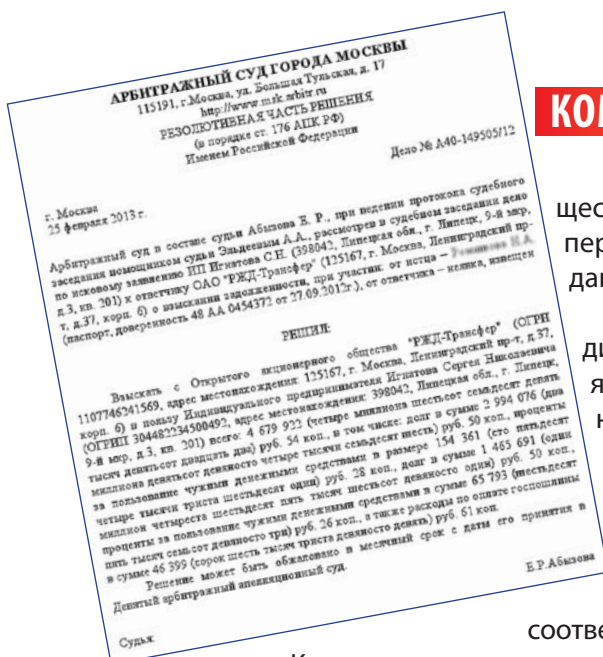 АРБИТРАЖНЫЙ СУД ГОРОДА МОСКВЫ
115191, г.Москва, ул. Большая Тульская, д. 17
http://www.msk.arbitr.ru
РЕЗОЛЮТИВНАЯ ЧАСТЬ РЕШЕНИЯ
(в порядке ст. 176 АПК РФ)
Именем Российской Федерации
Дело № А40-149505/12
г. Москва
25 февраля 2013 г.
Арбитражный суд в составе судьи Абызова Е. Р., при ведении протокола судебного
заседания помощником судьи Эльдеевым А.А., рассмотрев в судебном заседании дело
по исковому заявлению ИП Игнатова С.Н. (398042, Липецкая обл., г. Липецк, 9-й мкр,
д.3, кв. 201) к ответчику ОАО "РЖД-Трансфер" (125167, г. Москва, Ленинградский пр-
т, д.37, корп. 6) о взыскании задолженности, при участии: от истца –
(паспорт, доверенность 48 АА 0454372 от 27.09.2012г.), от ответчика – неявка, извещен
РЕШИЛ:
Взыскать с Открытого акционерного общества "РЖД-Трансфер" (ОГРН
1107746241569, адрес местонахождения: 125167, г. Москва, Ленинградский пр-т, д.37,
корп. 6) в пользу Индивидуального предпринимателя Игнатова Сергея Николаевича
(ОГРИП 304482234500492, адрес местонахождения: 398042, Липецкая обл., г. Липецк,
9-й мкр, д.3, кв. 201) всего: 4 679 922 (четыре миллиона шестьсот семьдесят девять
тысяч девятьсот двадцать два) руб. 54 коп., в том числе: долг в сумме 2 994 076 (два
миллиона девятьсот девяносто четыре тысячи семьдесят шесть) руб. 50 коп., проценты
за пользование чужими денежными средствами в размере 154 361 (сто пятьдесят
четыре тысячи триста шестьдесят один) руб. 28 коп., долг в сумме 1 465 691 (один
миллион четыреста шестьдесят пять тысяч шестьсот девяносто один) руб. 50 коп.,
проценты за пользование чужими денежными средствами в сумме 65 793 (шестьдесят
пять тысяч семьсот девяносто три) руб. 26 коп., а также расходы по оплате госпошлины
в сумме 46 399 (сорок шесть тысяч триста девяносто девять) руб. 61 коп.
Решение может быть обжаловано в месячный срок с даты его принятия в
Девятый арбитражный апелляционный суд.
Судья:
Е.Р.Абызова
КОМ
щес
пер
дан
ди
я
соотве